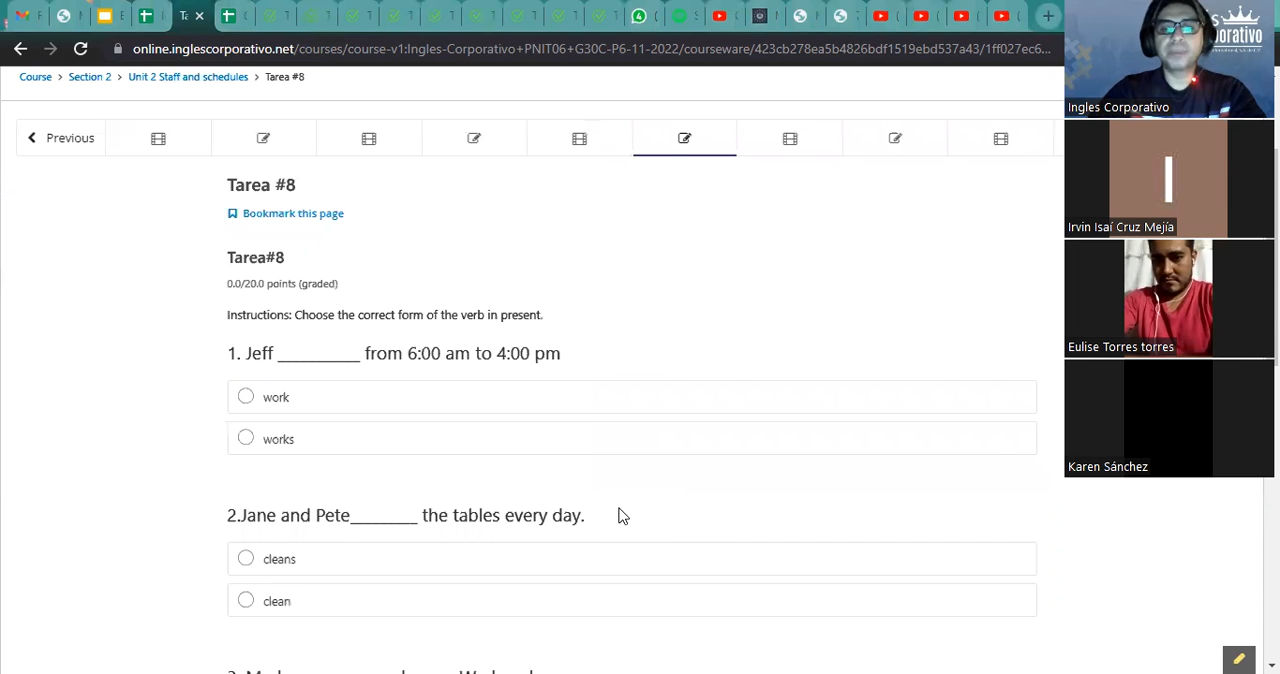 online.inglescorporativo.net/courses/course-v1:Ingles-Corporativo+PNIT06+G30C-P6-11-2022/courseware/423cb278ea5b4826bdf1519ebd537a43/1ff027ec6...
Course > Section 2 > Unit 2 Staff and schedules > Tarea #8
Previous
Tarea #8
Bookmark this page
Tarea#8
0.0/20.0 points (graded)
Instructions: Choose the correct form of the verb in present.
1. Jeff _________ from 6:00 am to 4:00 pm
work
works
2.Jane and Pete_______ the tables every day.
cleans
clean
Ingles Corporativo
Irvin Isaí Cruz Mejía
I
Eulise Torres torres
Karen Sánchez